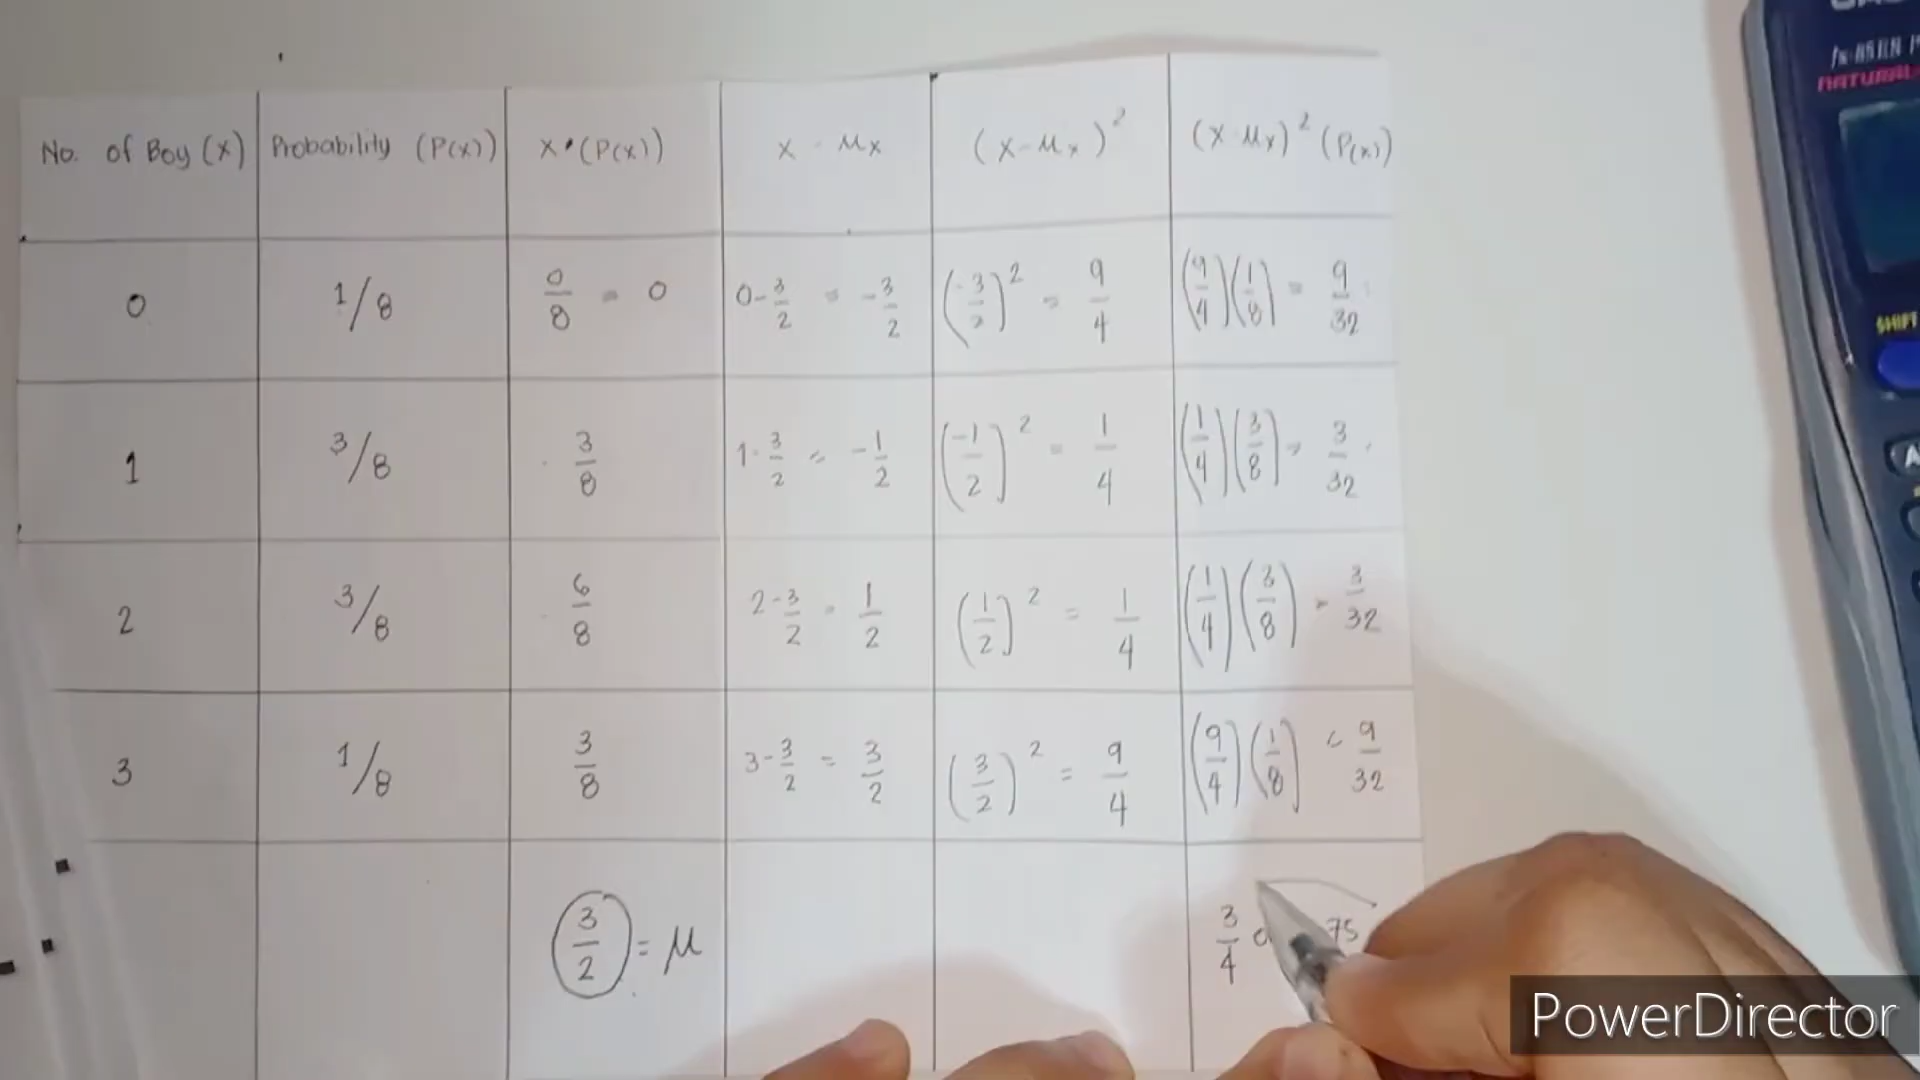 No. of Boy (X) Probability (P(x)) X•(P(x)) X - μx (X-μx)² (X-μx)² (P(x))
0 1/8 0/8 = 0 0-3/2 = -3/2 (-3/2)² = 9/4 (9/4)(1/8) = 9/32
1 3/8 3/8 1-3/2 = -1/2 (-1/2)² = 1/4 (1/4)(3/8) = 3/32
2 3/8 6/8 2-3/2 = 1/2 (1/2)² = 1/4 (1/4)(3/8) = 3/32
3 1/8 3/8 3-3/2 = 3/2 (3/2)² = 9/4 (9/4)(1/8) = 9/32
3/2 = μ 3/4 75
NATURAL
SHIFT
PowerDirector